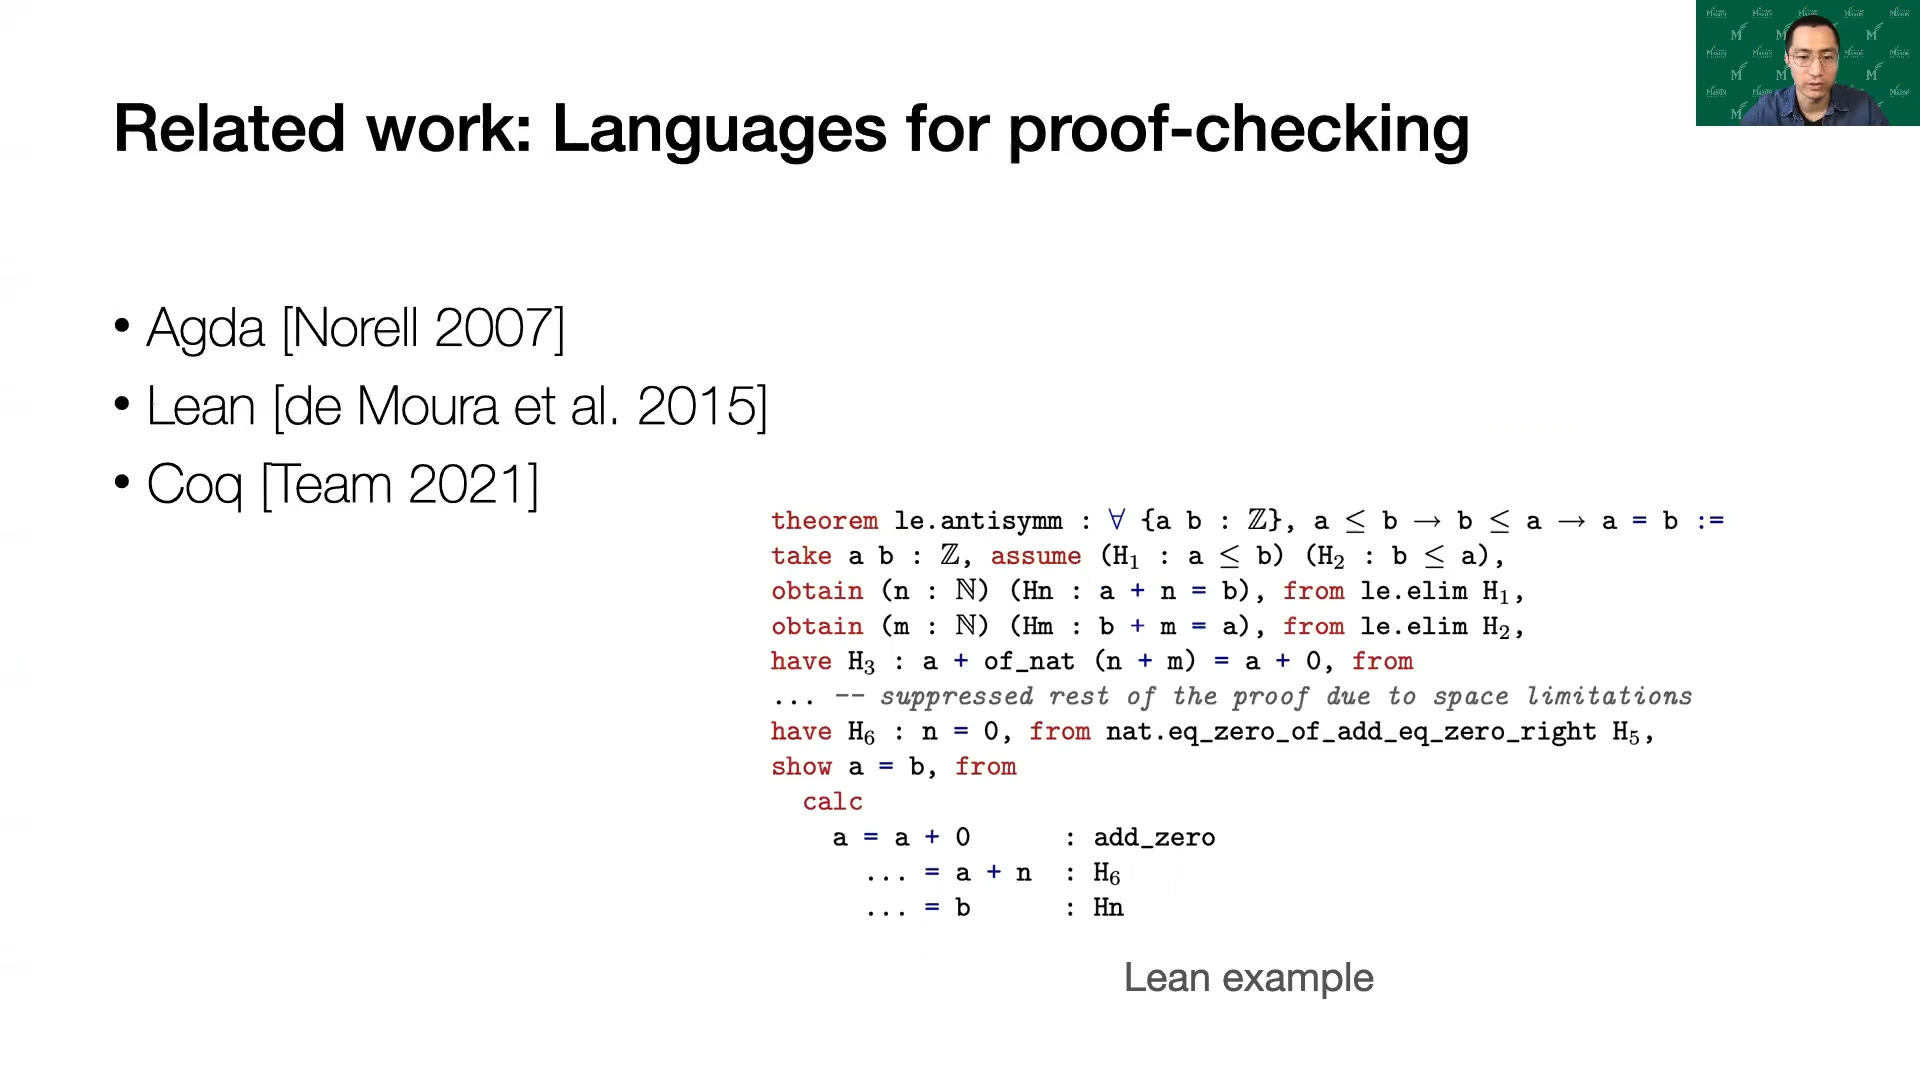 Related work: Languages for proof-checking
• Agda [Norell 2007]
• Lean [de Moura et al. 2015]
• Coq [Team 2021]
theorem le.antisymm : ∀ {a b : ℤ}, a ≤ b → b ≤ a → a = b :=
take a b : ℤ, assume (H₁ : a ≤ b) (H₂ : b ≤ a),
obtain (n : ℕ) (Hn : a + n = b), from le.elim H₁,
obtain (m : ℕ) (Hm : b + m = a), from le.elim H₂,
have H₃ : a + of_nat (n + m) = a + 0, from
... -- suppressed rest of the proof due to space limitations
have H₆ : n = 0, from nat.eq_zero_of_add_eq_zero_right H₅,
show a = b, from
calc
a = a + 0 : add_zero
... = a + n : H₆
... = b : Hn
Lean example